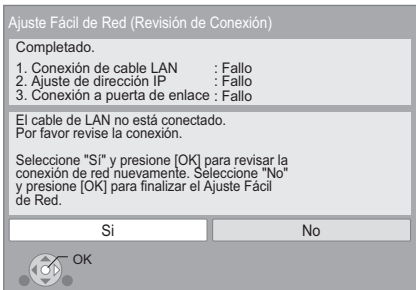 Ajuste Fácil de Red (Revisión de Conexión)
Completado.
1. Conexión de cable LAN : Fallo
2. Ajuste de dirección IP : Fallo
3. Conexión a puerta de enlace : Fallo
El cable de LAN no está conectado.
Por favor revise la conexión.
Seleccione "Si" y presione [OK] para revisar la
conexión de red nuevamente. Seleccione "No"
y presione [OK] para finalizar el Ajuste Fácil
de Red.
Si No
OK